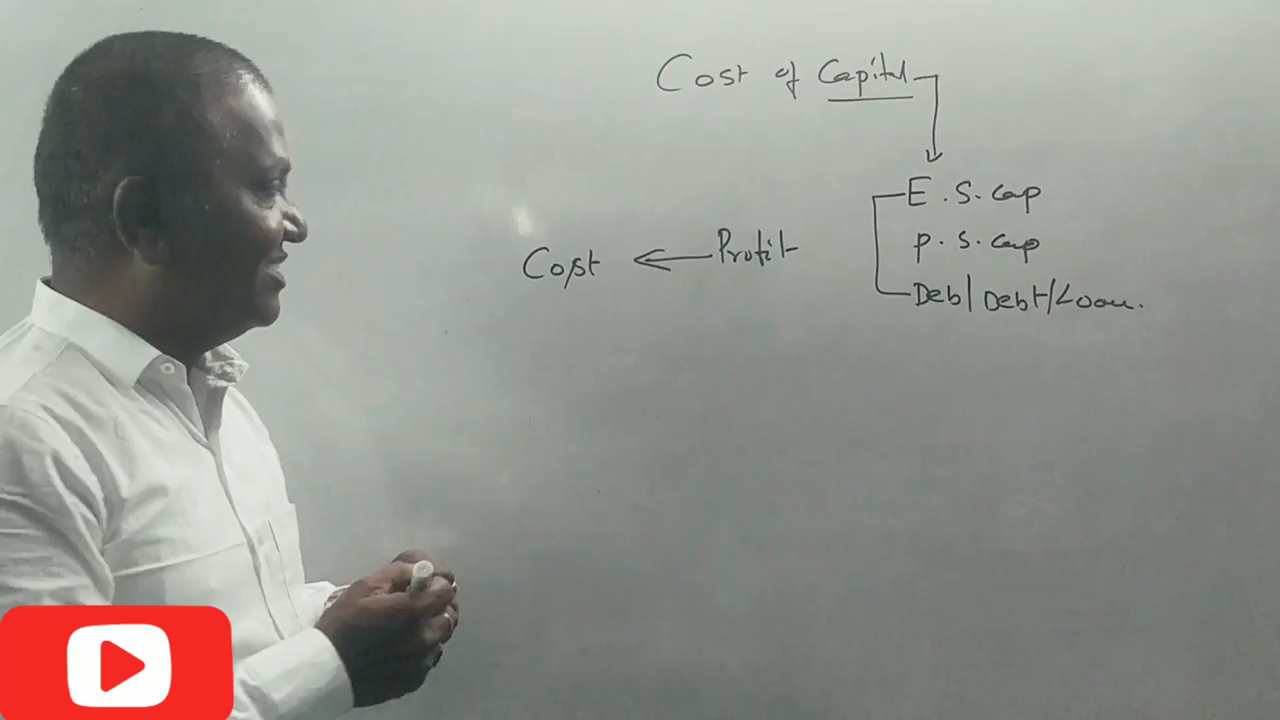 Cost of Capital
E. S. cap
P. S. cap
Cost ← Profit
Deb/Debt/Loan.